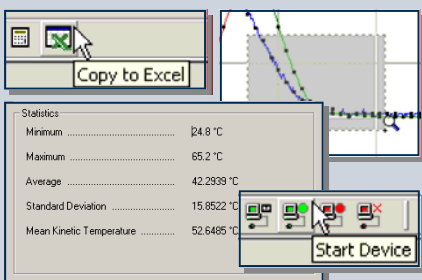 Copy to Excel
Statistics
Minimum .......................... 24.8 °C
Maximum .......................... 65.2 °C
Average ............................ 42.2939 °C
Standard Deviation ............ 15.8522 °C
Mean Kinetic Temperature ............ 52.6485 °C
Start Device